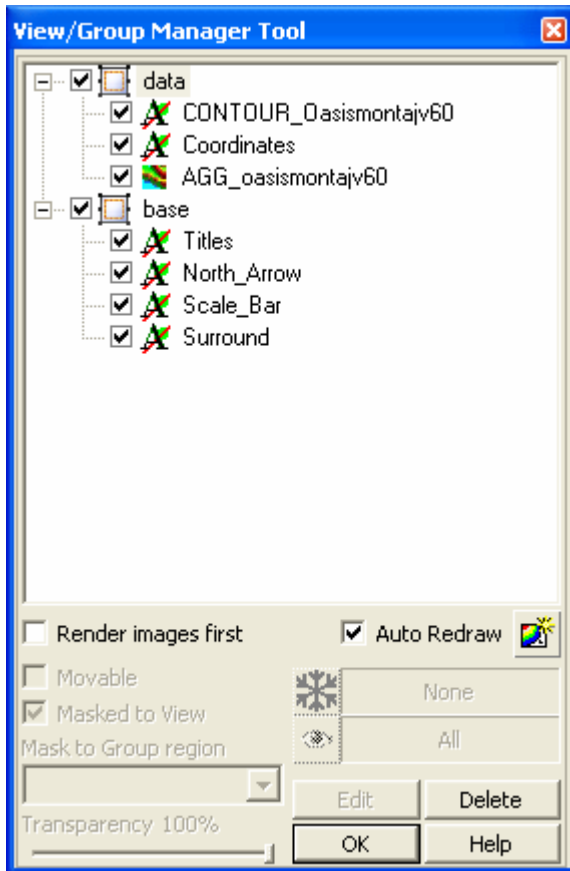 View/Group Manager Tool
data
CONTOUR_Oasismontajv60
Coordinates
AGG_oasismontajv60
base
Titles
North_Arrow
Scale_Bar
Surround
Render images first
Auto Redraw
Movable
None
Masked to View
All
Mask to Group region
Edit
Delete
Transparency 100%
OK
Help